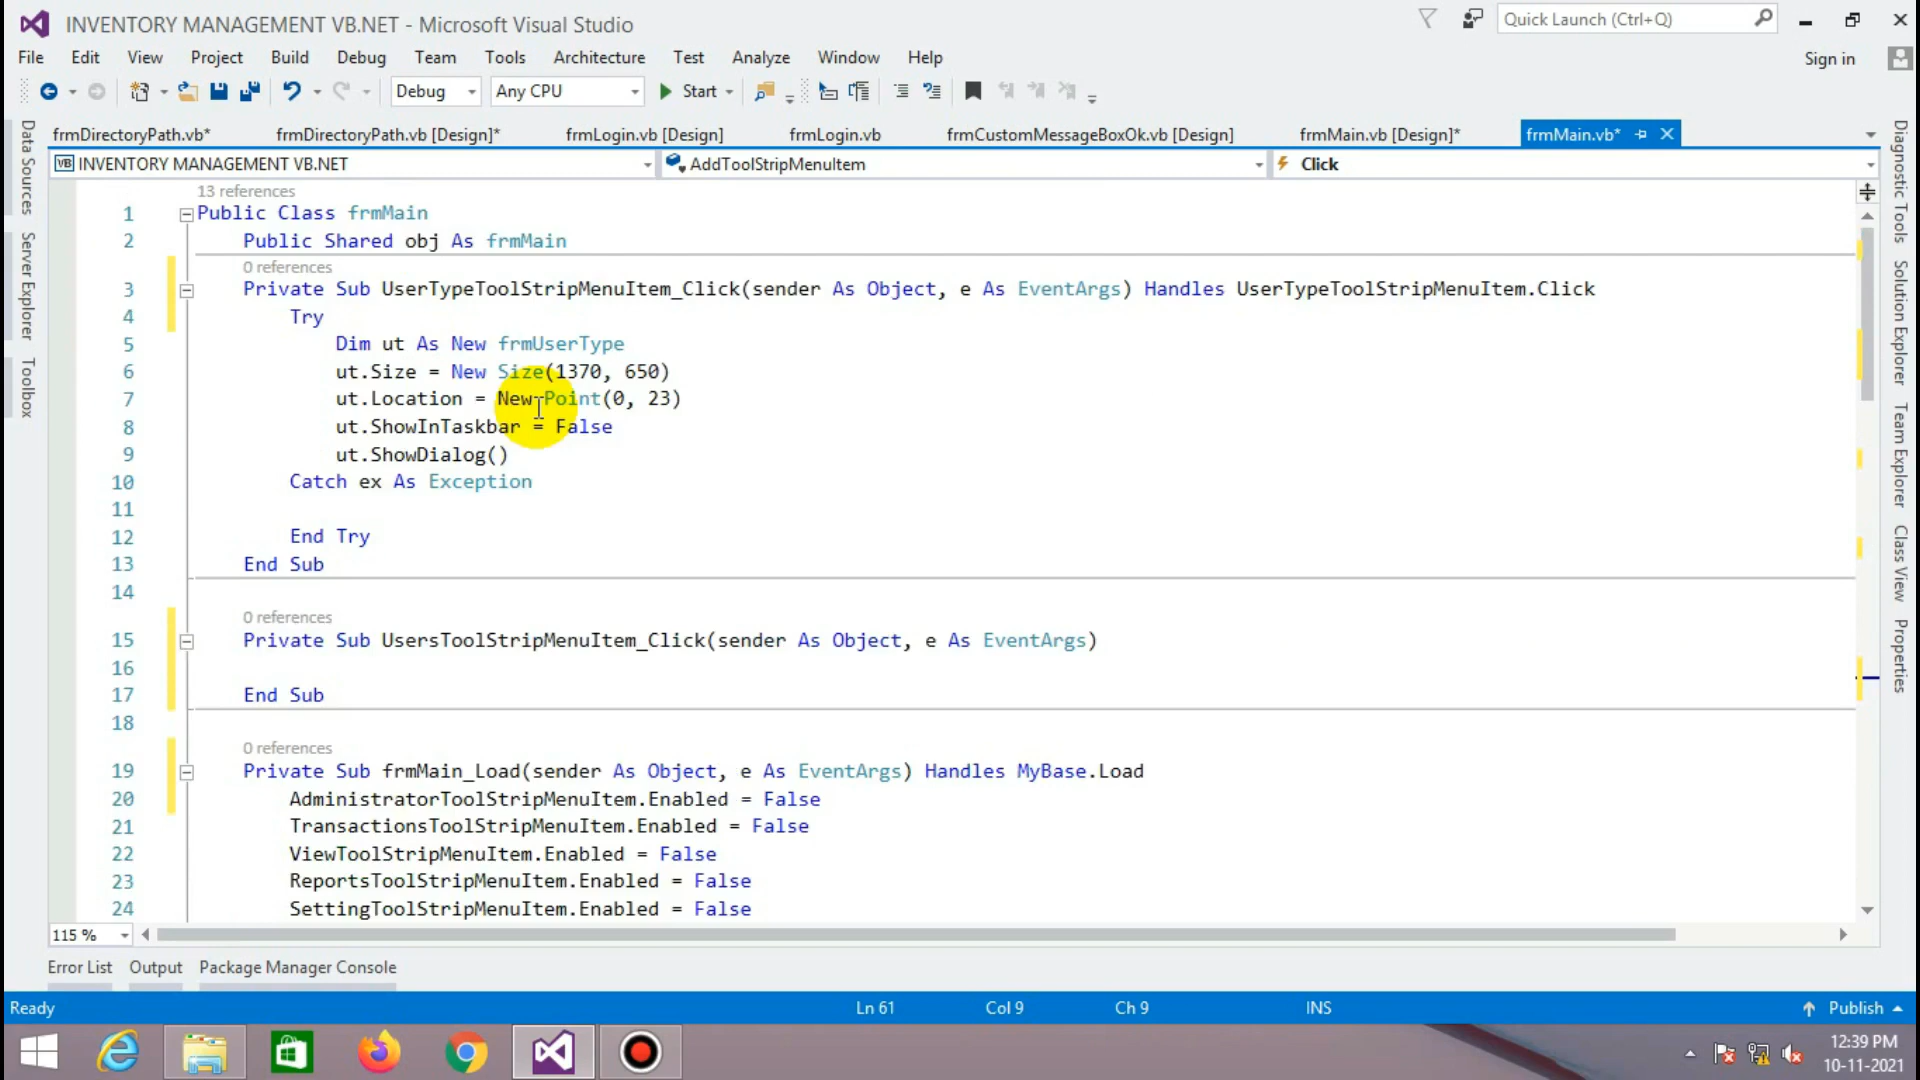 INVENTORY MANAGEMENT VB.NET - Microsoft Visual Studio
Quick Launch (Ctrl+Q)
File Edit View Project Build Debug Team Tools Architecture Test Analyze Window Help
Sign in
Debug Any CPU Start
frmDirectoryPath.vb* frmDirectoryPath.vb [Design]* frmLogin.vb [Design] frmLogin.vb frmCustomMessageBoxOk.vb [Design] frmMain.vb [Design]* frmMain.vb*
VB INVENTORY MANAGEMENT VB.NET AddToolStripMenuItem Click
Data Sources
Server Explorer
Toolbox
13 references
1 Public Class frmMain
2 Public Shared obj As frmMain
0 references
3 Private Sub UserTypeToolStripMenuItem_Click(sender As Object, e As EventArgs) Handles UserTypeToolStripMenuItem.Click
4 Try
5 Dim ut As New frmUserType
6 ut.Size = New Size(1370, 650)
7 ut.Location = New Point(0, 23)
8 ut.ShowInTaskbar = False
9 ut.ShowDialog()
10 Catch ex As Exception
11
12 End Try
13 End Sub
14
0 references
15 Private Sub UsersToolStripMenuItem_Click(sender As Object, e As EventArgs)
16
17 End Sub
18
0 references
19 Private Sub frmMain_Load(sender As Object, e As EventArgs) Handles MyBase.Load
20 AdministratorToolStripMenuItem.Enabled = False
21 TransactionsToolStripMenuItem.Enabled = False
22 ViewToolStripMenuItem.Enabled = False
23 ReportsToolStripMenuItem.Enabled = False
24 SettingToolStripMenuItem.Enabled = False
Diagnostic Tools
Solution Explorer
Team Explorer
Class View
Properties
115 %
Error List Output Package Manager Console
Ready Ln 61 Col 9 Ch 9 INS Publish
12:39 PM
10-11-2021